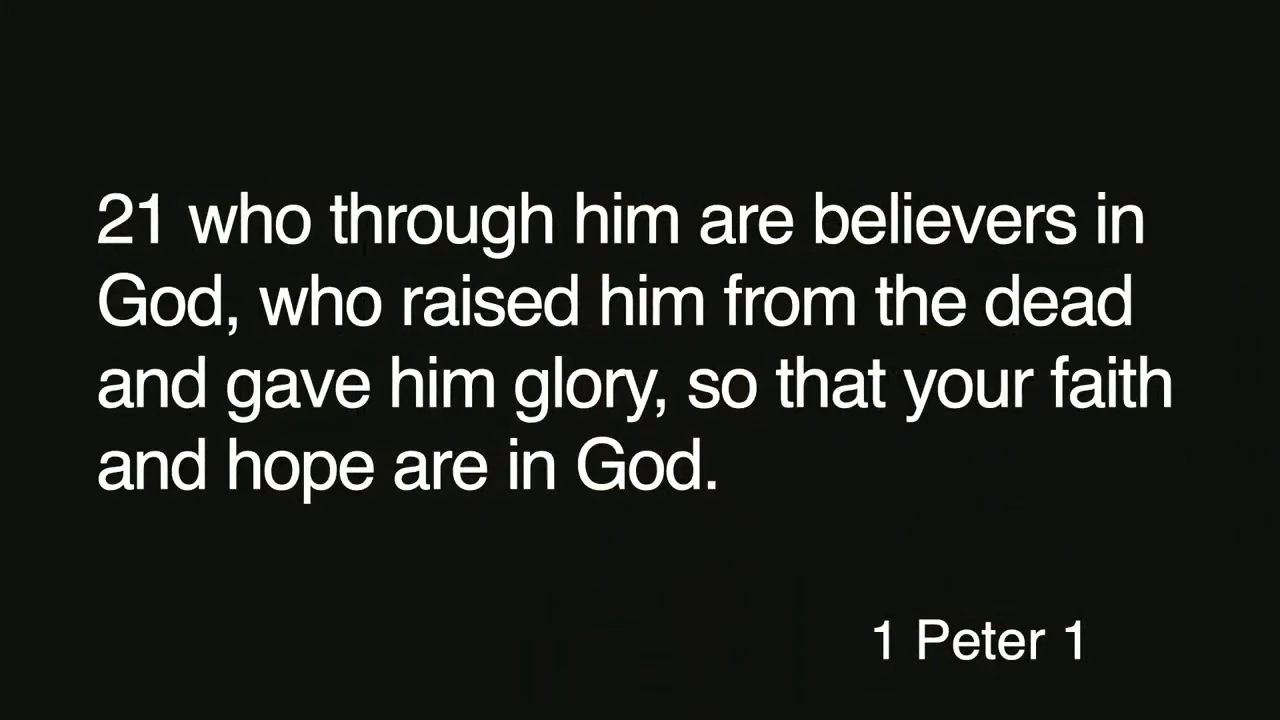 21 who through him are believers in
God, who raised him from the dead
and gave him glory, so that your faith
and hope are in God.
1 Peter 1